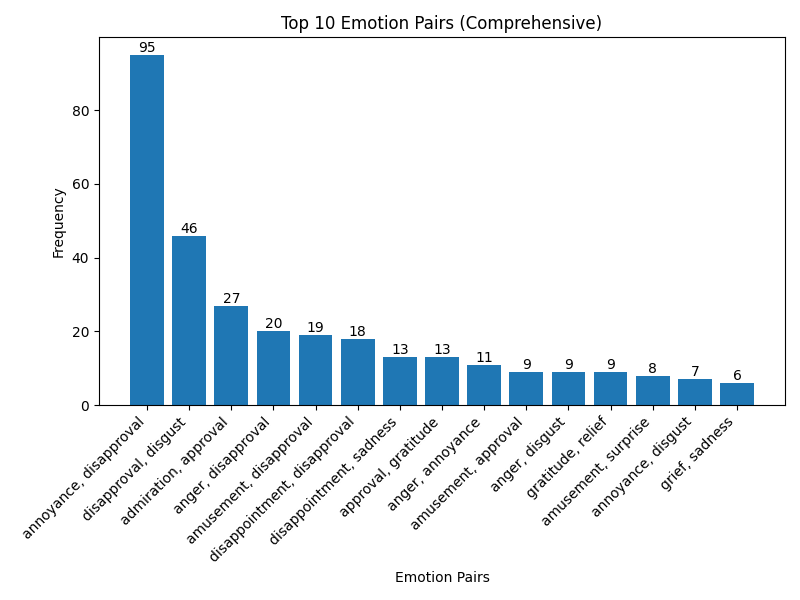 Top 10 Emotion Pairs (Comprehensive)
Frequency
80
60
40
20
0
95
46
27
20
19
18
13
13
11
9
9
9
8
7
6
annoyance, disapproval
disapproval, disgust
admiration, approval
anger, disapproval
amusement, disapproval
disappointment, disapproval
disappointment, sadness
approval, gratitude
anger, annoyance
amusement, approval
anger, disgust
gratitude, relief
amusement, surprise
annoyance, disgust
grief, sadness
Emotion Pairs